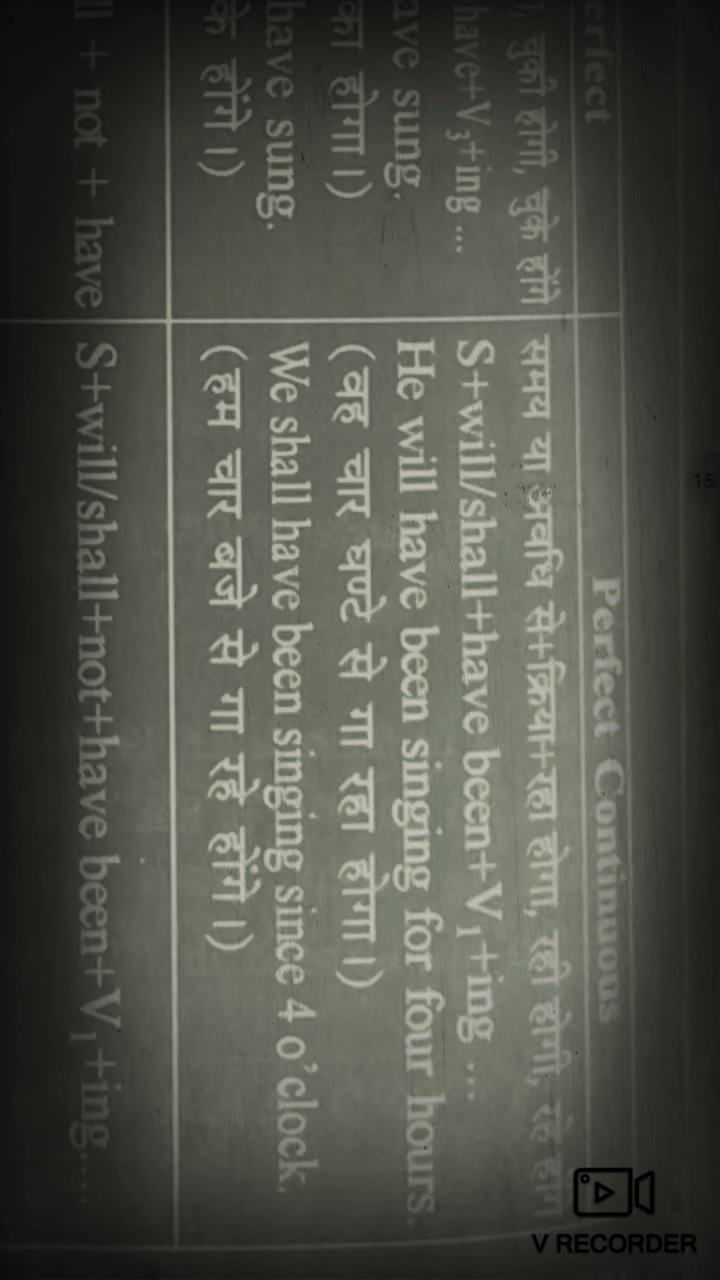 erfect
चुकी होगी, चुके होंगे
have+V3+ing ...
ave sung.
का होगा।)
have sung.
के होंगे।)
ll + not + have
Perfect Continuous
समय या अवधि से+क्रिया+रहा होगा, रही होगी, रहे होंगे
S+will/shall+have been+V1+ing ...
He will have been singing for four hours.
(वह चार घण्टे से गा रहा होगा।)
We shall have been singing since 4 o'clock.
(हम चार बजे से गा रहे होंगे।)
S+will/shall+not+have been+V1+ing....
15
V RECORDER